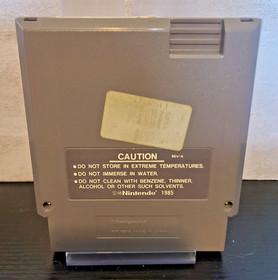 CAUTION REV-A
• DO NOT STORE IN EXTREME TEMPERATURES.
• DO NOT IMMERSE IN WATER.
• DO NOT CLEAN WITH BENZENE, THINNER,
ALCOHOL OR OTHER SUCH SOLVENTS.
©Nintendo® 1985